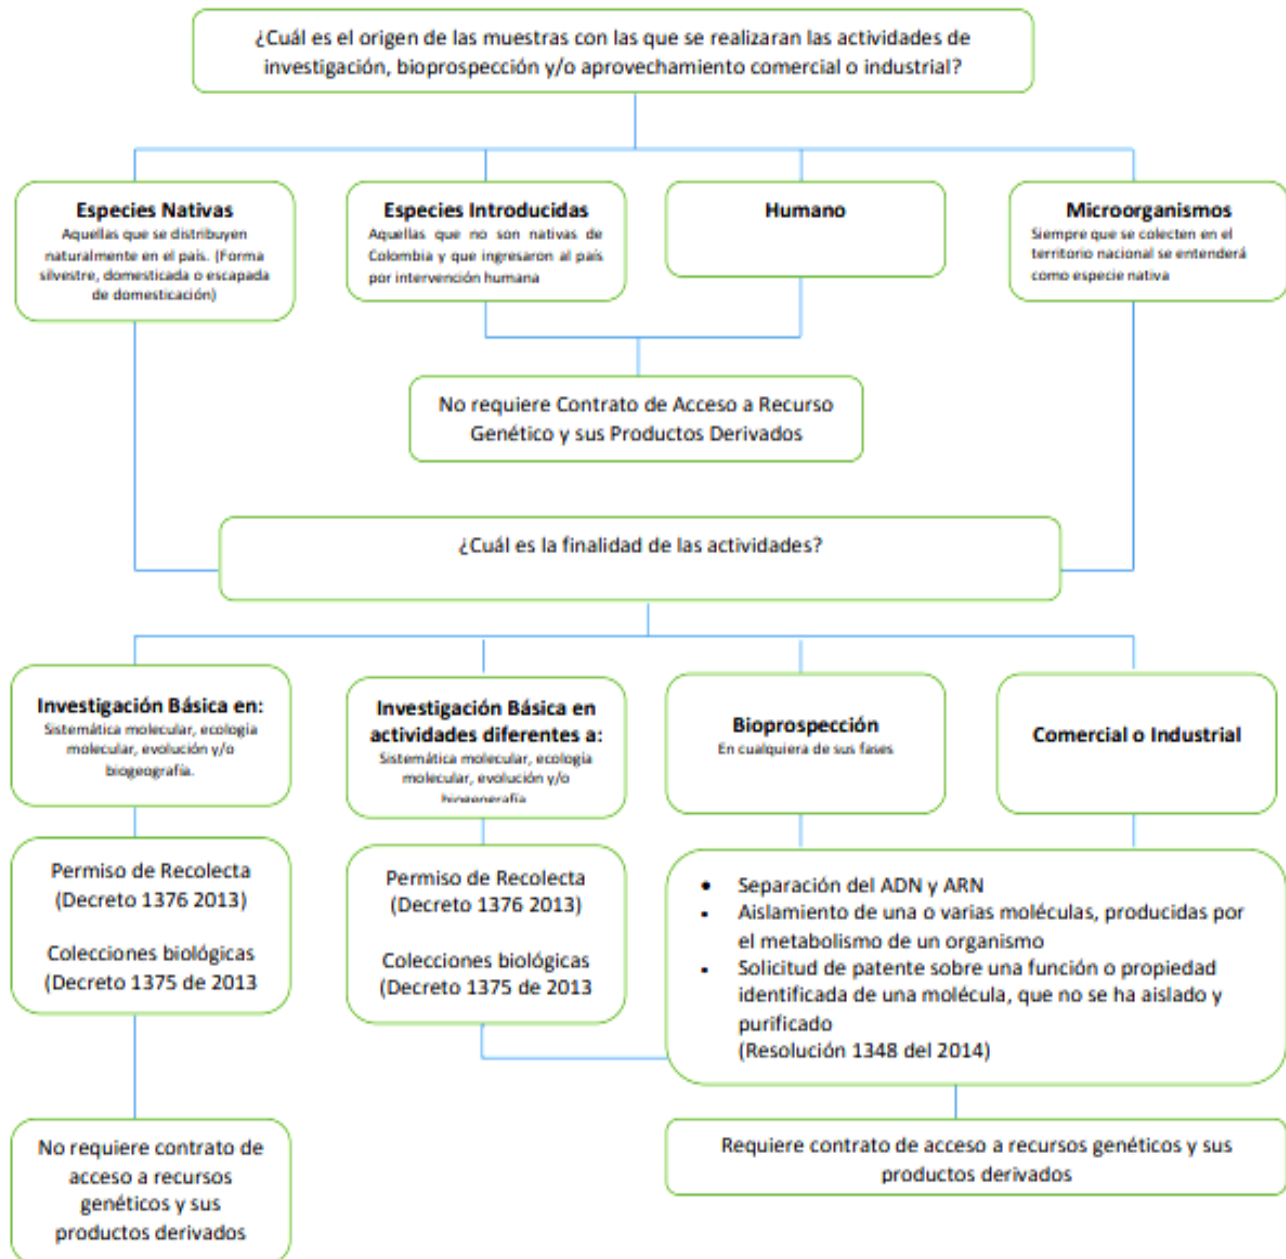 ¿Cuál es el origen de las muestras con las que se realizaran las actividades de
investigación, bioprospección y/o aprovechamiento comercial o industrial?
Especies Nativas
Aquellas que se distribuyen
naturalmente en el país. (Forma
silvestre, domesticada o escapada
de domesticación)
Especies Introducidas
Aquellas que no son nativas de
Colombia y que ingresaron al país
por intervención humana
Humano
Microorganismos
Siempre que se colecten en el
territorio nacional se entenderá
como especie nativa
No requiere Contrato de Acceso a Recurso
Genético y sus Productos Derivados
¿Cuál es la finalidad de las actividades?
Investigación Básica en:
Sistemática molecular, ecología
molecular, evolución y/o
biogeografía.
Investigación Básica en
actividades diferentes a:
Sistemática molecular, ecología
molecular, evolución y/o
biogeografía
Bioprospección
En cualquiera de sus fases
Comercial o Industrial
Permiso de Recolecta
(Decreto 1376 2013)
Colecciones biológicas
(Decreto 1375 de 2013
Permiso de Recolecta
(Decreto 1376 2013)
Colecciones biológicas
(Decreto 1375 de 2013
• Separación del ADN y ARN
▪ Aislamiento de una o varias moléculas, producidas por
el metabolismo de un organismo
▪ Solicitud de patente sobre una función o propiedad
identificada de una molécula, que no se ha aislado y
purificado
(Resolución 1348 del 2014)
No requiere contrato de
acceso a recursos
genéticos y sus
productos derivados
Requiere contrato de acceso a recursos genéticos y sus
productos derivados